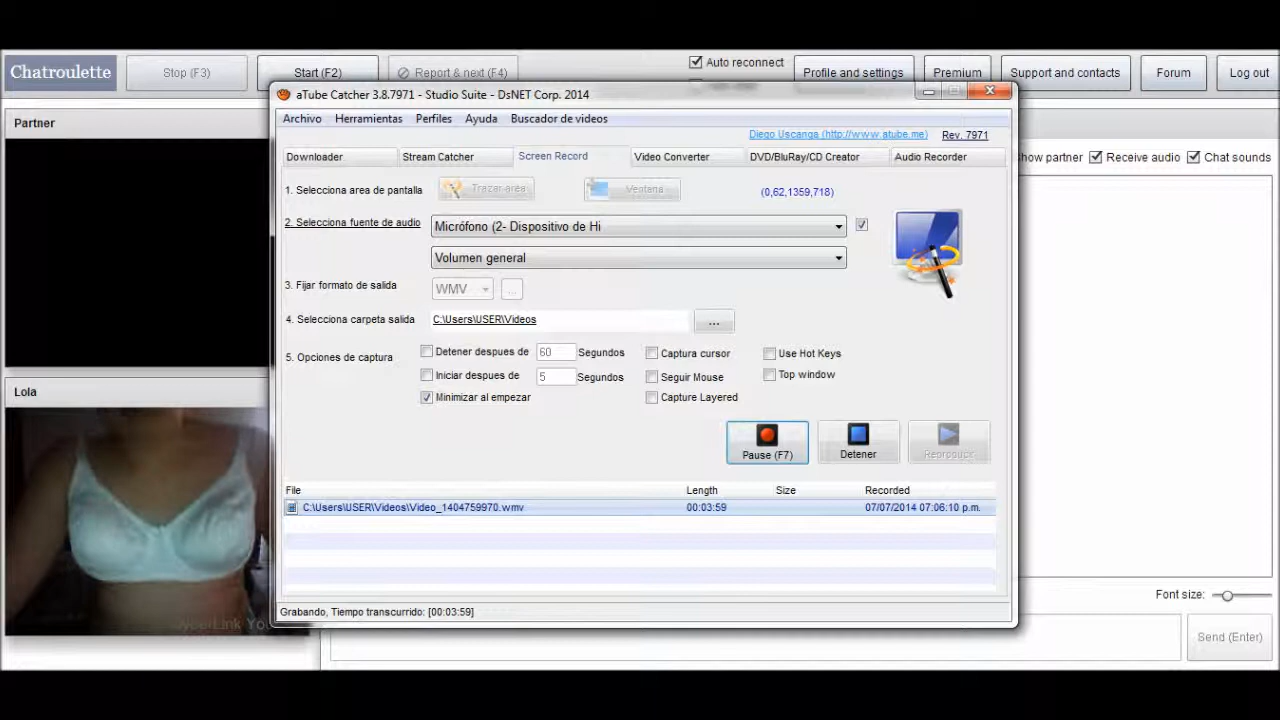 Chatroulette
Stop (F3)
Start (F2)
Report & next (F4)
Auto reconnect
Profile and settings
Premium
Support and contacts
Forum
Log out
Partner
aTube Catcher 3.8.7971 - Studio Suite - DsNET Corp. 2014
Archivo Herramientas Perfiles Ayuda Buscador de videos
Diego Uscanga (http://www.atube.me) Rev. 7971
Downloader Stream Catcher Screen Record Video Converter DVD/BluRay/CD Creator Audio Recorder
how partner Receive audio Chat sounds
1. Selecciona area de pantalla Trazar area Ventana (0,62,1359,718)
2. Selecciona fuente de audio Micrófono (2- Dispositivo de Hi
Volumen general
3. Fijar formato de salida WMV ...
4. Selecciona carpeta salida C:\Users\USER\Videos ...
5. Opciones de captura
Detener despues de 60 Segundos Captura cursor Use Hot Keys
Iniciar despues de 5 Segundos Seguir Mouse Top window
Minimizar al empezar Capture Layered
Lola
Pause (F7) Detener Reproducir
File Length Size Recorded
C:\Users\USER\Videos\Video_1404759970.wmv 00:03:59 07/07/2014 07:06:10 p.m.
Grabando, Tiempo transcurrido: [00:03:59]
Font size:
Link You
Send (Enter)